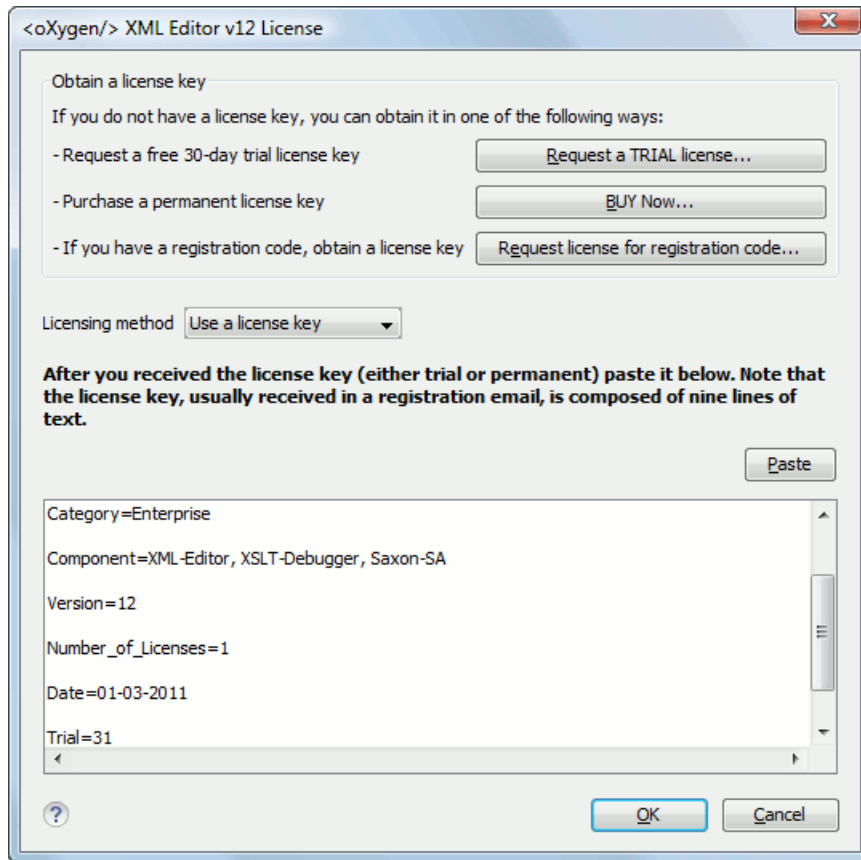 <oXygen/> XML Editor v12 License
Obtain a license key
If you do not have a license key, you can obtain it in one of the following ways:
- Request a free 30-day trial license key
Request a TRIAL license...
- Purchase a permanent license key
BUY Now...
- If you have a registration code, obtain a license key
Request license for registration code...
Licensing method
Use a license key
After you received the license key (either trial or permanent) paste it below. Note that
the license key, usually received in a registration email, is composed of nine lines of
text.
Paste
Category=Enterprise
Component=XML-Editor, XSLT-Debugger, Saxon-SA
Version=12
Number_of_Licenses=1
Date=01-03-2011
Trial=31
?
OK
Cancel